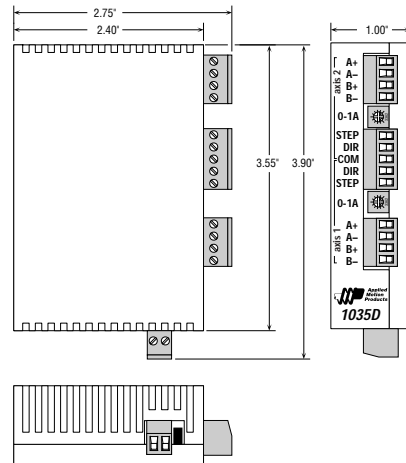 2.75"
2.40"
1.00"
3.55"
3.90"
axis 2
A+
A–
B+
B–
0-1A
STEP
DIR
COM
DIR
STEP
0-1A
axis 1
A+
A–
B+
B–
Applied
Motion
Products
1035D